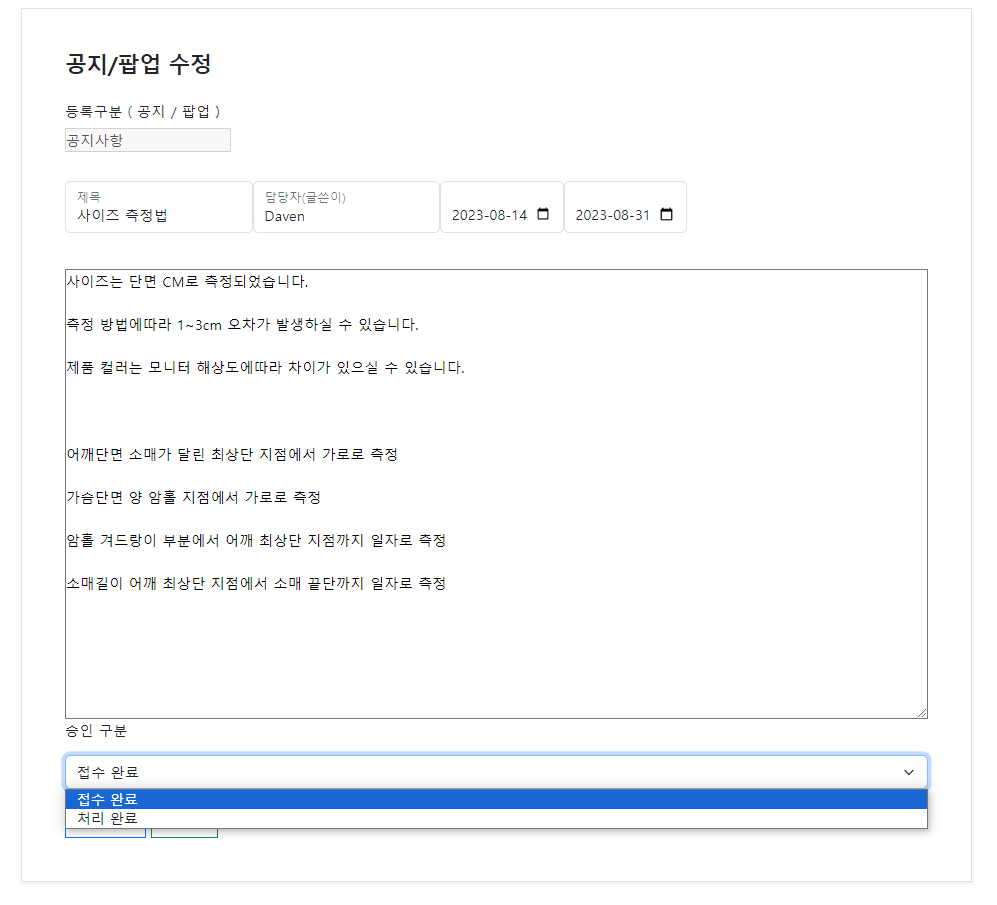 공지/팝업 수정
등록구분 ( 공지 / 팝업 )
공지사항
제목
사이즈 측정법
담당자(글쓴이)
Daven
2023-08-14
2023-08-31
사이즈는 단면 CM로 측정되었습니다.
측정 방법에따라 1~3cm 오차가 발생하실 수 있습니다.
제품 컬러는 모니터 해상도에따라 차이가 있으실 수 있습니다.
어깨단면 소매가 달린 최상단 지점에서 가로로 측정
가슴단면 양 암홀 지점에서 가로로 측정
암홀 겨드랑이 부분에서 어깨 최상단 지점까지 일자로 측정
소매길이 어깨 최상단 지점에서 소매 끝단까지 일자로 측정
승인 구분
접수 완료
접수 완료
처리 완료